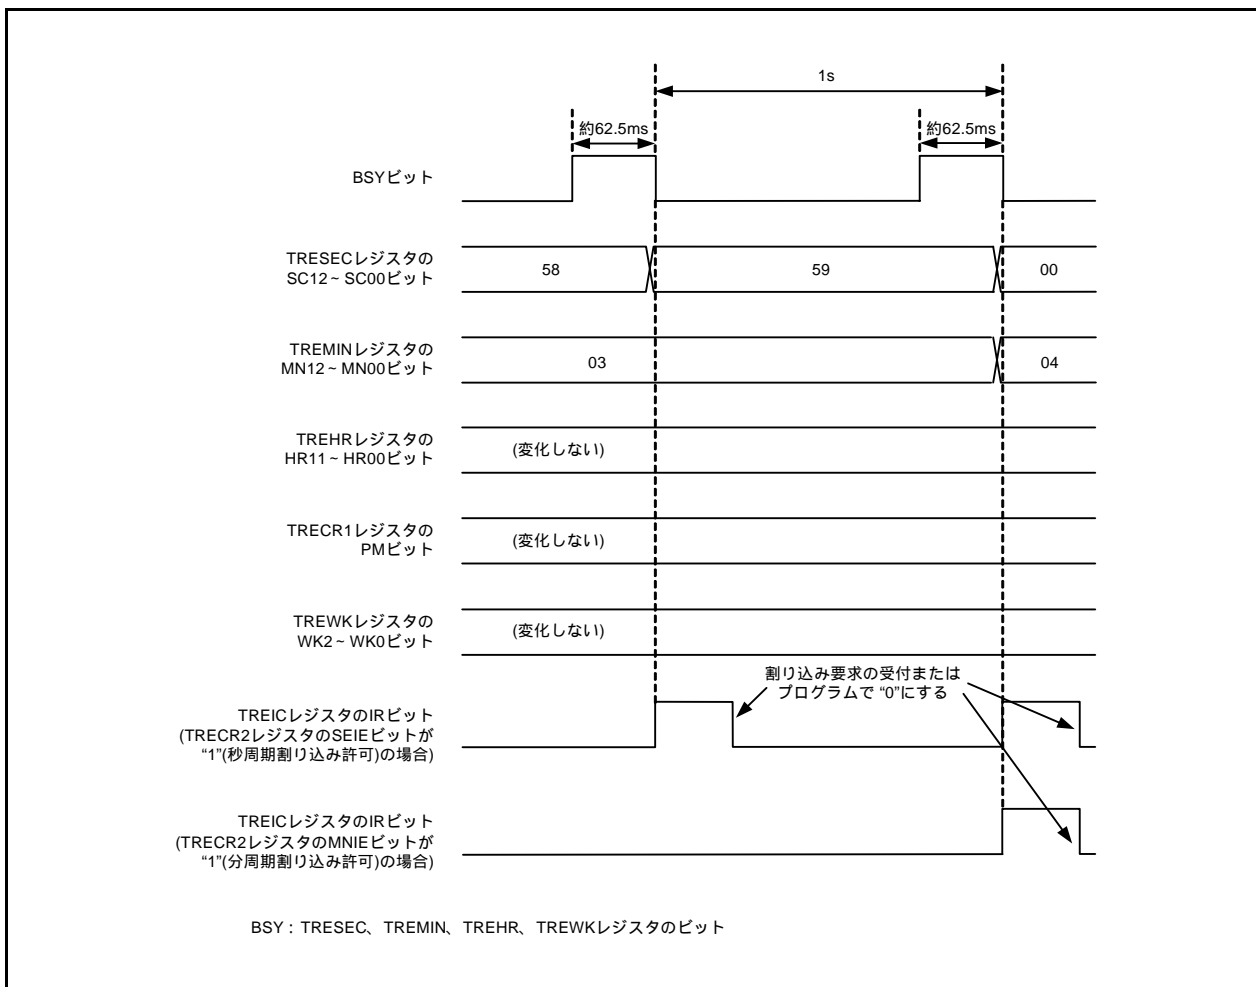 1s
約62.5ms
約62.5ms
BSYビット
TRESECレジスタの
SC12~SC00ビット
58
59
00
TREMINレジスタの
MN12~MN00ビット
03
04
TREHRレジスタの
HR11~HR00ビット
(変化しない)
TRECR1レジスタの
PMビット
(変化しない)
TREWKレジスタの
WK2~WK0ビット
(変化しない)
割り込み要求の受付または
プログラムで “0”にする
TREICレジスタのIRビット
(TRECR2レジスタのSEIEビットが
“1”(秒周期割り込み許可)の場合)
TREICレジスタのIRビット
(TRECR2レジスタのMNIEビットが
“1”(分周期割り込み許可)の場合)
BSY:TRESEC、TREMIN、TREHR、TREWKレジスタのビット